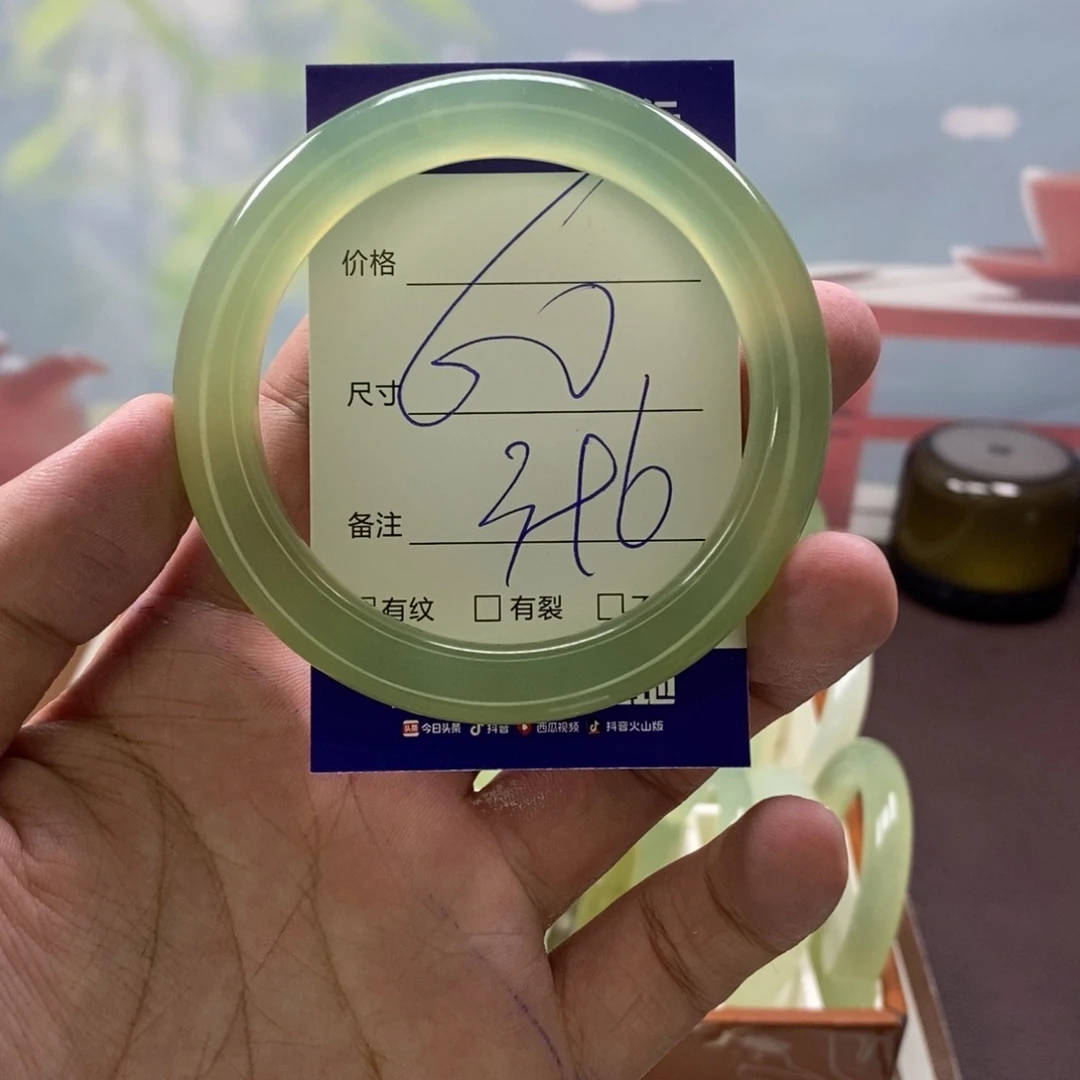 价格
尺寸 60
备注
有纹 □有裂 □
今日头条 抖音 西瓜视频 抖音火山版